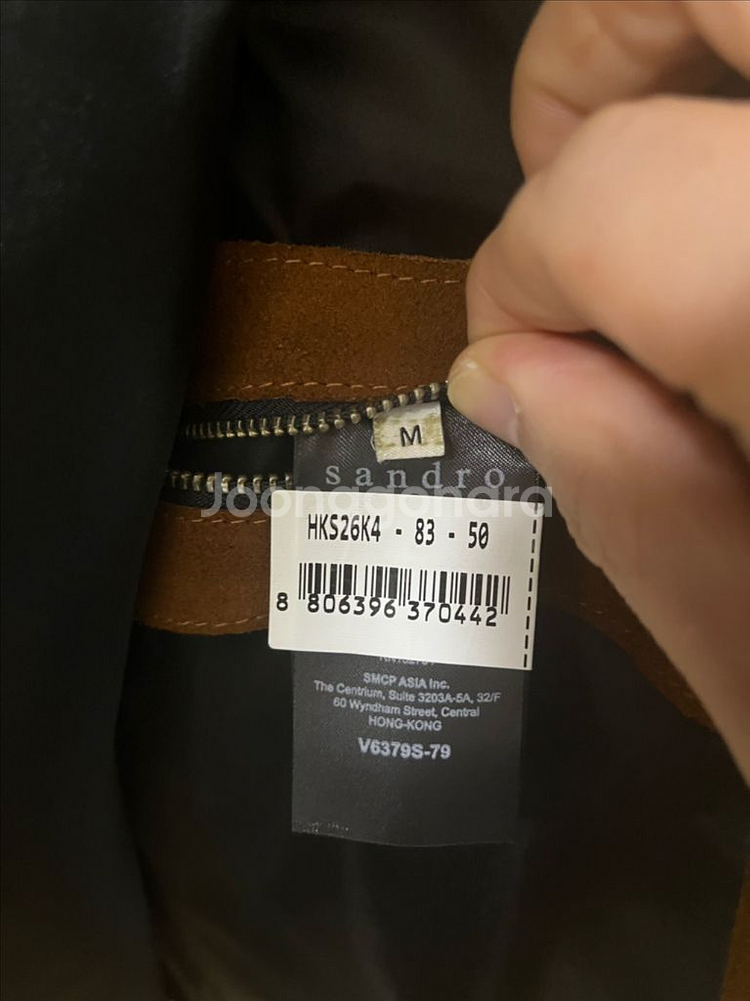 M
sandro
Joonggonara
HKS26K4 - 83 - 50
8 806396 370442
SMCP ASIA Inc.
The Centrium, Suite 3203A-5A, 32/F
60 Wyndham Street, Central
HONG-KONG
V6379S-79